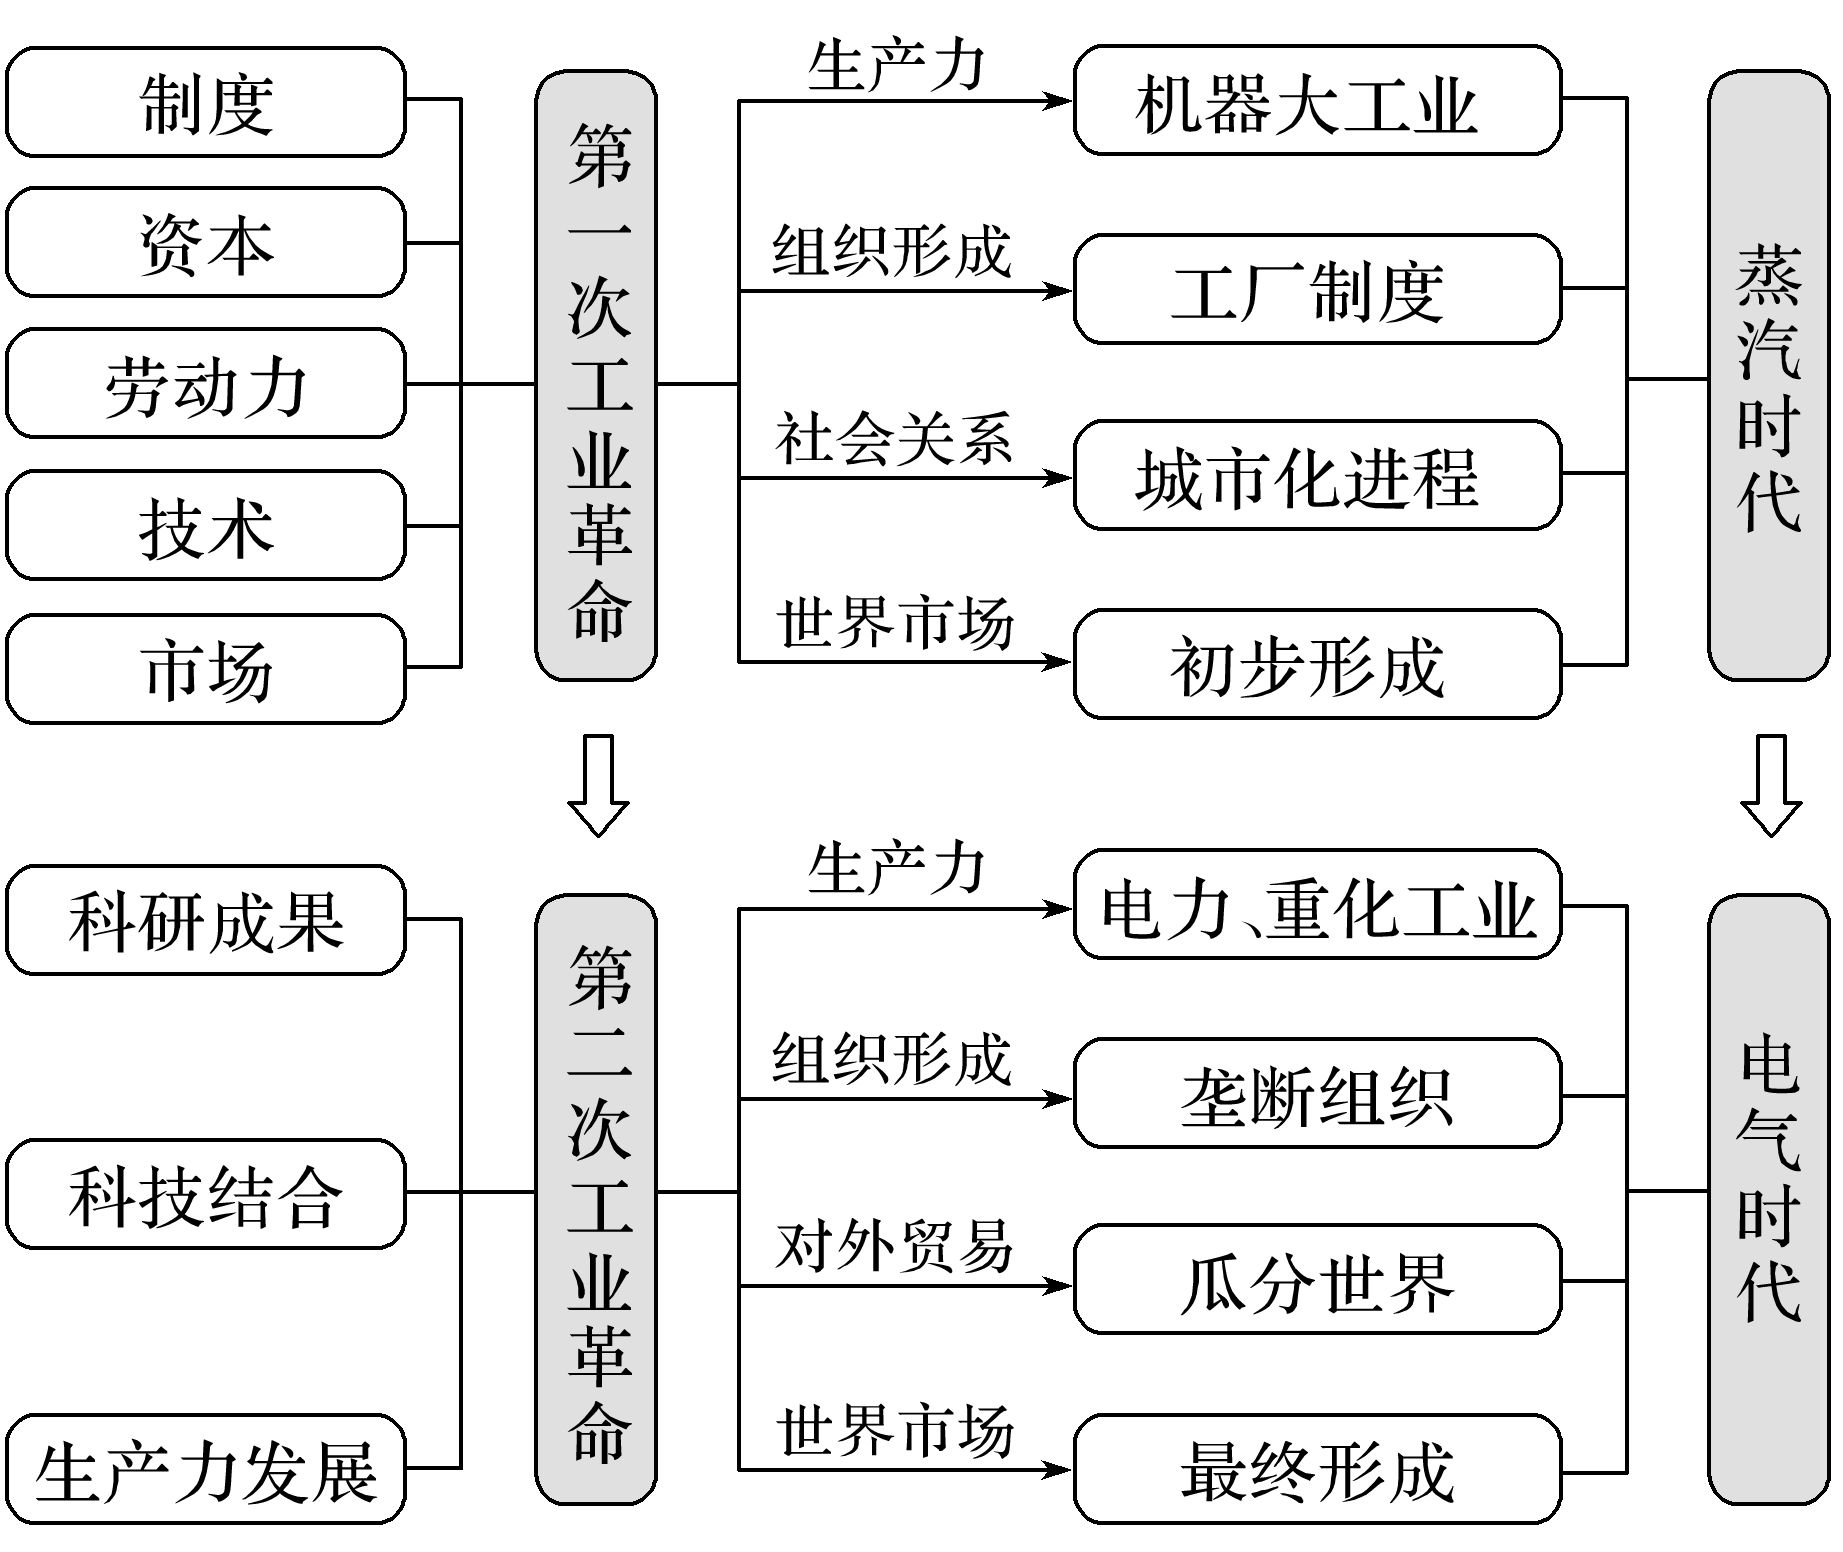 制度
资本
劳动力
技术
市场
第一次工业革命
生产力
机器大工业
组织形成
工厂制度
社会关系
城市化进程
世界市场
初步形成
蒸汽时代
科研成果
科技结合
生产力发展
第二次工业革命
生产力
电力、重化工业
组织形成
垄断组织
对外贸易
瓜分世界
世界市场
最终形成
电气时代